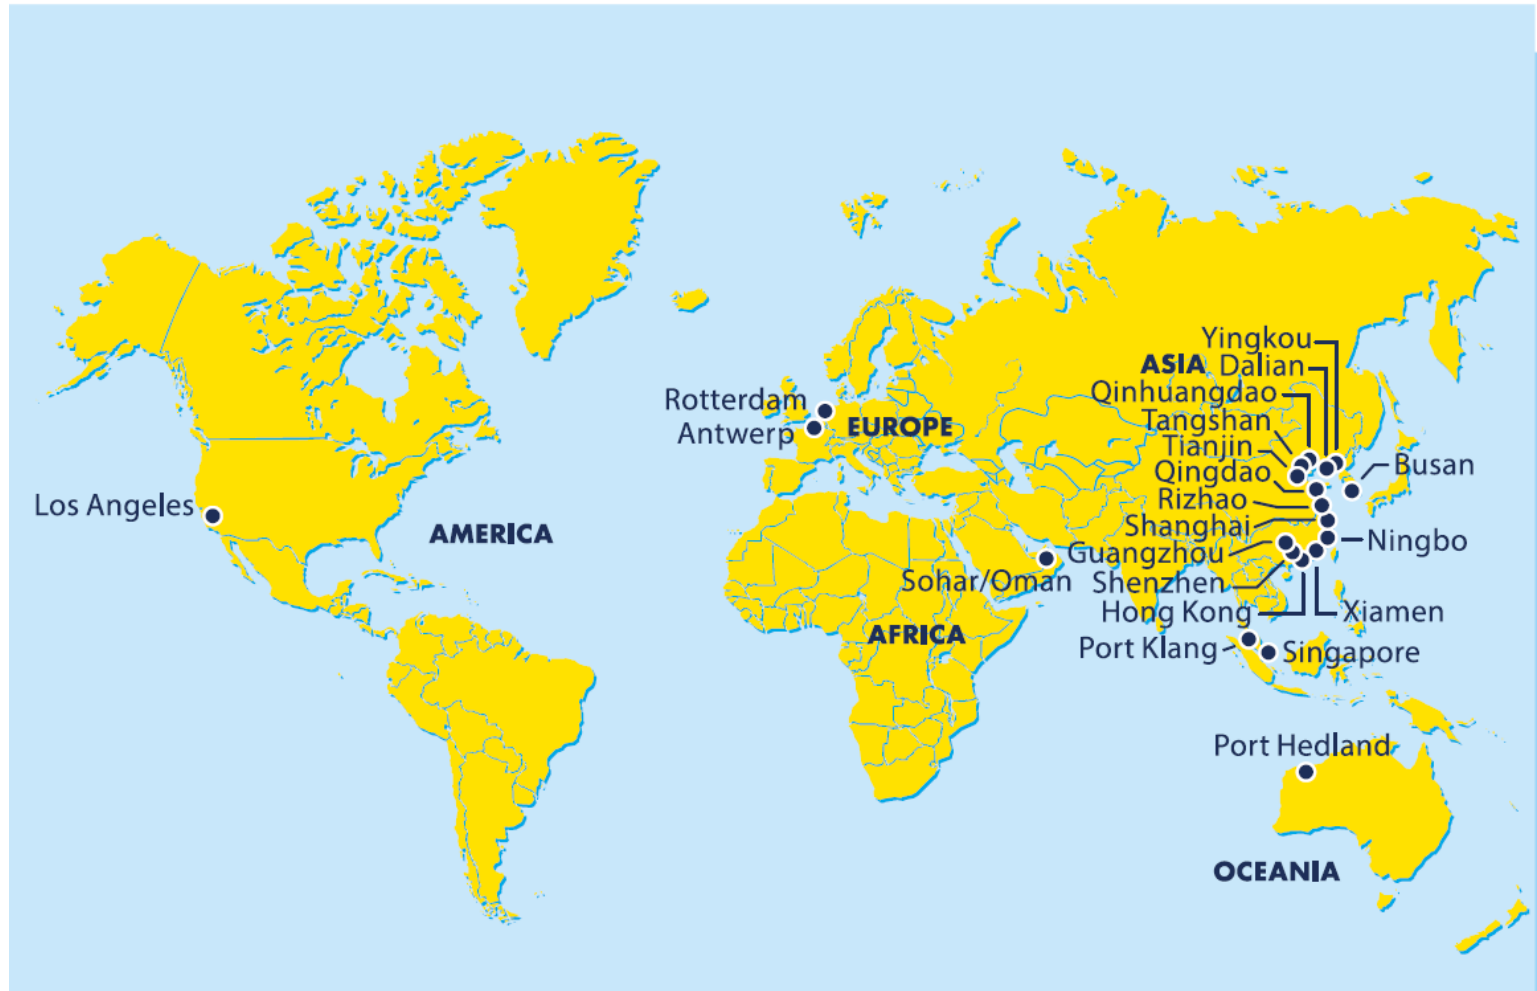 Yingkou
ASIA Dalian
Qinhuangdao
Rotterdam
Tangshan
Antwerp
EUROPE
Tianjin
Qingdao
Busan
Rizhao
Los Angeles
Shanghai
AMERICA
Ningbo
Guangzhou
Sohar/Oman
Shenzhen
Hong Kong
Xiamen
AFRICA
Port Klang
Singapore
Port Hedland
OCEANIA